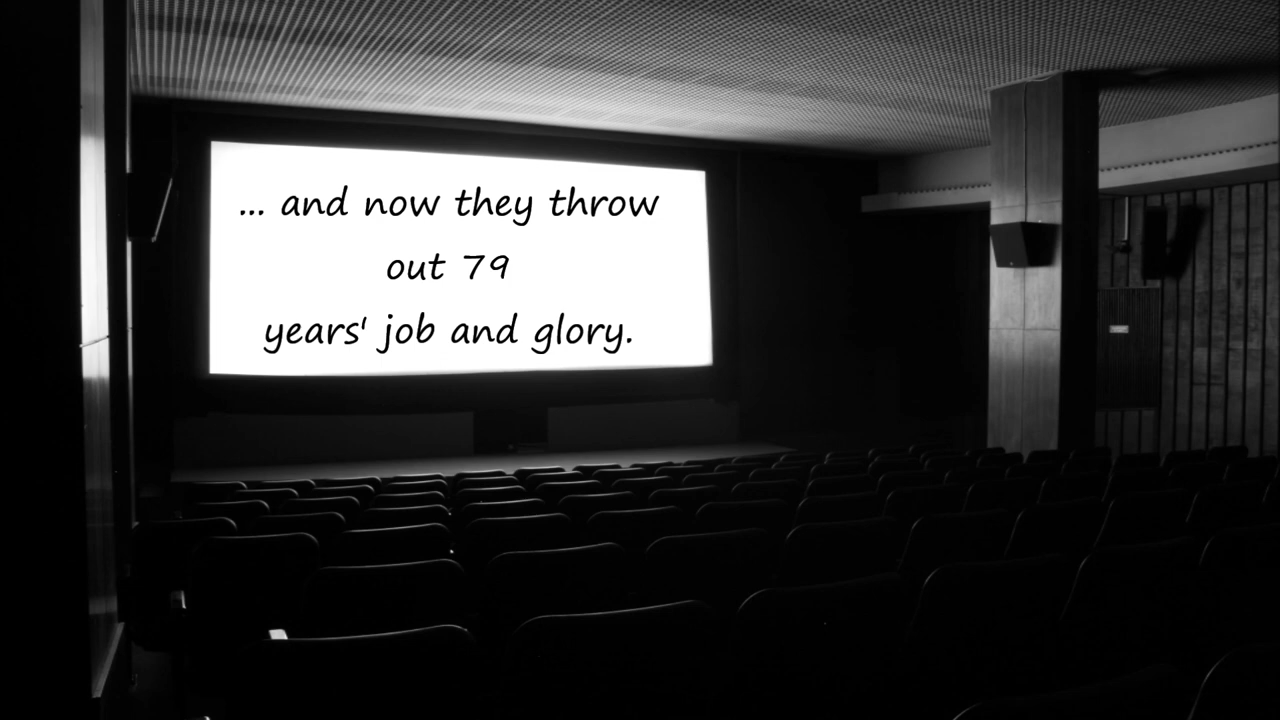 ... and now they throw
out 79
years' job and glory.